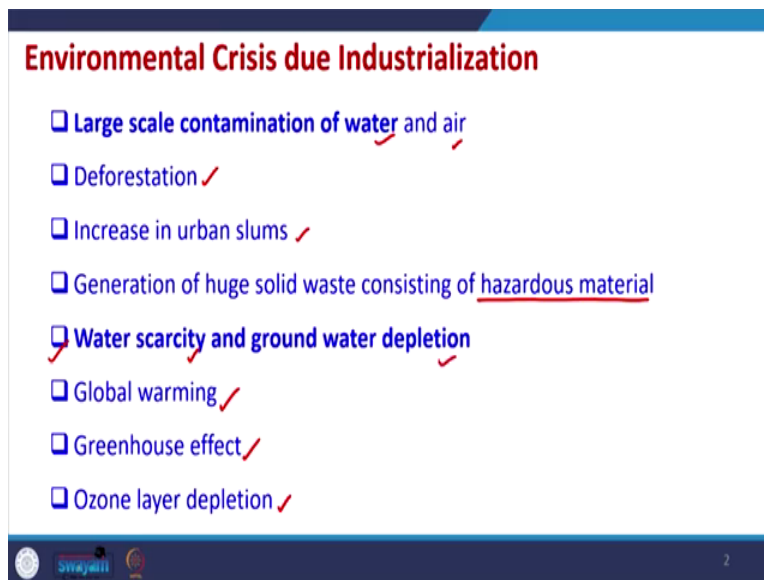 Environmental Crisis due Industrialization
Large scale contamination of water and air
Deforestation
Increase in urban slums
Generation of huge solid waste consisting of hazardous material
Water scarcity and ground water depletion
Global warming
Greenhouse effect
Ozone layer depletion
swayam
2